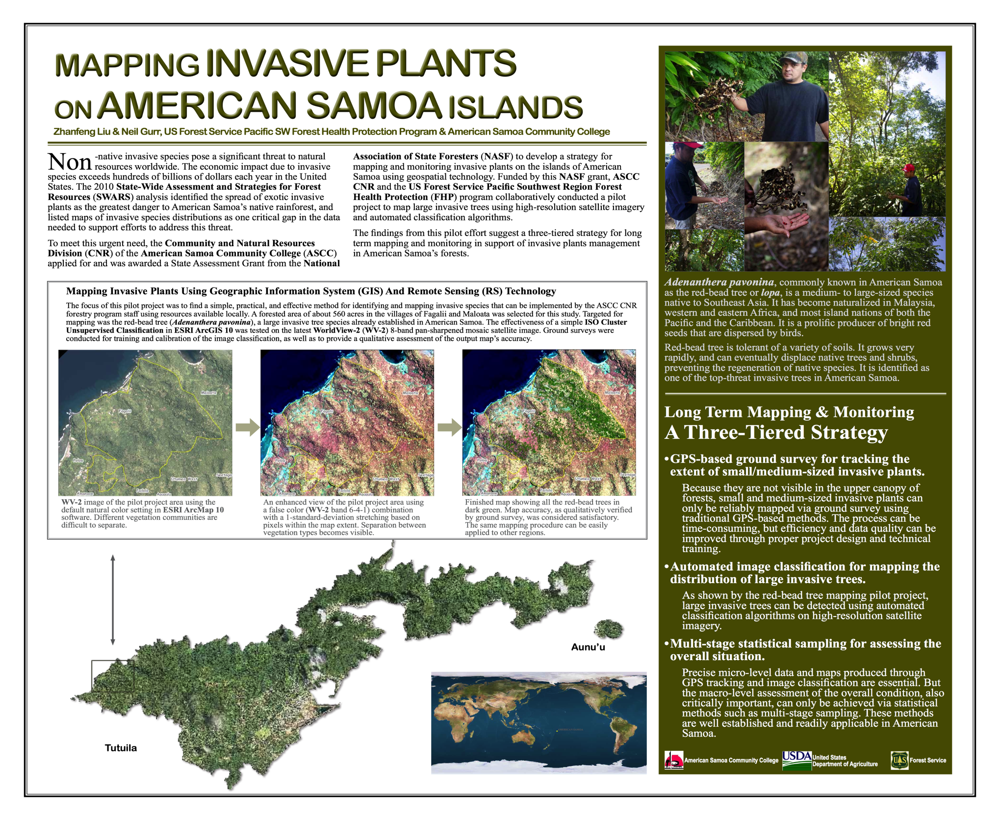 MAPPING INVASIVE PLANTS
ON AMERICAN SAMOA ISLANDS
Zhanfeng Liu & Neil Gurr, US Forest Service Pacific SW Forest Health Protection Program & American Samoa Community College
Non-native invasive species pose a significant threat to natural
resources worldwide. The economic impact due to invasive
species exceeds hundreds of billions of dollars each year in the United
States. The 2010 State-Wide Assessment and Strategies for Forest
Resources (SWARS) analysis identified the spread of exotic invasive
plants as the greatest danger to American Samoa’s native rainforest, and
listed maps of invasive species distributions as one critical gap in the data
needed to support efforts to address this threat.
To meet this urgent need, the Community and Natural Resources
Division (CNR) of the American Samoa Community College (ASCC)
applied for and was awarded a State Assessment Grant from the National
Association of State Foresters (NASF) to develop a strategy for
mapping and monitoring invasive plants on the islands of American
Samoa using geospatial technology. Funded by this NASF grant, ASCC
CNR and the US Forest Service Pacific Southwest Region Forest
Health Protection (FHP) program collaboratively conducted a pilot
project to map large invasive trees using high-resolution satellite imagery
and automated classification algorithms.
The findings from this pilot effort suggest a three-tiered strategy for long
term mapping and monitoring in support of invasive plants management
in American Samoa’s forests.
Mapping Invasive Plants Using Geographic Information System (GIS) And Remote Sensing (RS) Technology
The focus of this pilot project was to find a simple, practical, and effective method for identifying and mapping invasive species that can be implemented by the ASCC CNR
forestry program staff using resources available locally. A forested area of about 560 acres in the villages of Fagalii and Maloata was selected for this study. Targeted for
mapping was the red-bead tree (Adenanthera pavonina), a large invasive tree species already established in American Samoa. The effectiveness of a simple ISO Cluster
Unsupervised Classification in ESRI ArcGIS 10 was tested on the latest WorldView-2 (WV-2) 8-band pan-sharpened mosaic satellite image. Ground surveys were
conducted for training and calibration of the image classification, as well as to provide a qualitative assessment of the output map’s accuracy.
Maloata
Fagalii
Poloa
Utumea West
Seetaga
Failolo
Amanave
Aguqulu
WV-2 image of the pilot project area using the
default natural color setting in ESRI ArcMap 10
software. Different vegetation communities are
difficult to separate.
Maloata
Fagalii
Poloa
Utumea West
Seetaga
Failolo
Amanave
Aguqulu
An enhanced view of the pilot project area using
a false color (WV-2 band 6-4-1) combination
with a 1-standard-deviation stretching based on
pixels within the map extent. Separation between
vegetation types becomes visible.
Maloata
Fagalii
Poloa
Utumea West
Seetaga
Failolo
Amanave
Aguqulu
Finished map showing all the red-bead trees in
dark green. Map accuracy, as qualitatively verified
by ground survey, was considered satisfactory.
The same mapping procedure can be easily
applied to other regions.
Aunu’u
Tutuila
AMERICAN SAMOA
Adenanthera pavonina, commonly known in American Samoa
as the red-bead tree or lopa, is a medium- to large-sized species
native to Southeast Asia. It has become naturalized in Malaysia,
western and eastern Africa, and most island nations of both the
Pacific and the Caribbean. It is a prolific producer of bright red
seeds that are dispersed by birds.
Red-bead tree is tolerant of a variety of soils. It grows very
rapidly, and can eventually displace native trees and shrubs,
preventing the regeneration of native species. It is identified as
one of the top-threat invasive trees in American Samoa.
Long Term Mapping & Monitoring
A Three-Tiered Strategy
•GPS-based ground survey for tracking the
extent of small/medium-sized invasive plants.
Because they are not visible in the upper canopy of
forests, small and medium-sized invasive plants can
only be reliably mapped via ground survey using
traditional GPS-based methods. The process can be
time-consuming, but efficiency and data quality can be
improved through proper project design and technical
training.
•Automated image classification for mapping the
distribution of large invasive trees.
As shown by the red-bead tree mapping pilot project,
large invasive trees can be detected using automated
classification algorithms on high-resolution satellite
imagery.
•Multi-stage statistical sampling for assessing the
overall situation.
Precise micro-level data and maps produced through
GPS tracking and image classification are essential. But
the macro-level assessment of the overall condition, also
critically important, can only be achieved via statistical
methods such as multi-stage sampling. These methods
are well established and readily applicable in American
Samoa.
American Samoa Community College
USDA
United States
Department of Agriculture
UAS
Forest Service